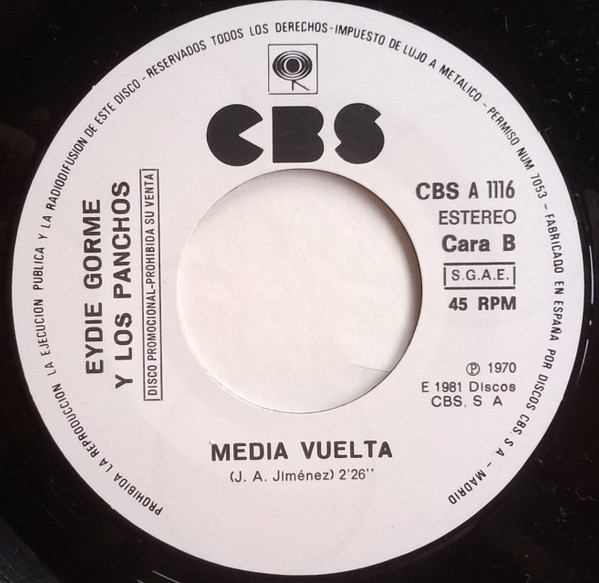 PROHIBIDA LA REPRODUCCION LA EJECUCION PUBLICA Y LA RADIODIFUSION DE ESTE DISCO-RESERVADOS TODOS LOS DERECHOS-IMPUESTO DE LUJO A METALICO-PERMISO NUM 7053-FABRICADO EN ESPAÑA POR DISCOS CBS, S.A-MADRID
CBS
EYDIE GORME
Y LOS PANCHOS
DISCO PROMOCIONAL-PROHIBIDA SU VENTA
CBS A 1116
ESTEREO
Cara B
S.G.A.E.
45 RPM
Ⓟ 1970
E 1981 Discos
CBS, S A
MEDIA VUELTA
(J. A. Jiménez) 2'26''